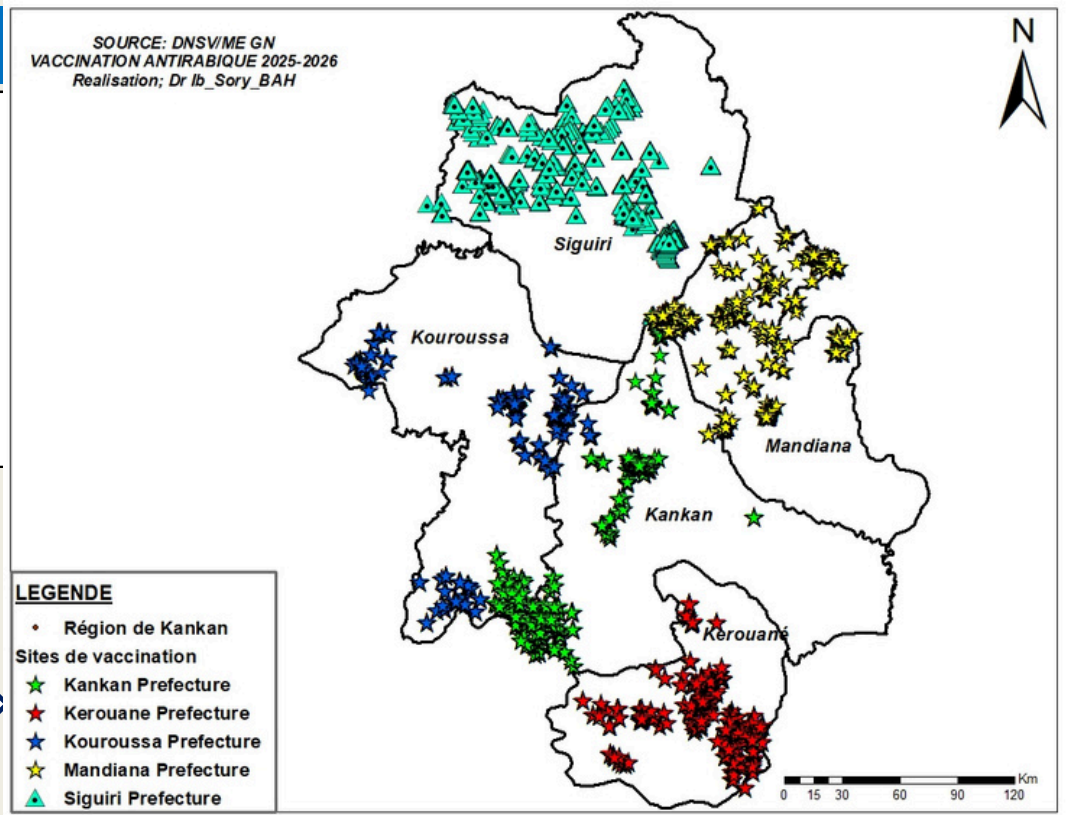 SOURCE: DNSV/ME GN
VACCINATION ANTIRABIQUE 2025-2026
Realisation; Dr Ib_Sory_BAH
N
Siguiri
Kouroussa
Mandiana
Kankan
Kerouané
LEGENDE
Région de Kankan
Sites de vaccination
Kankan Prefecture
Kerouane Prefecture
Kouroussa Prefecture
Mandiana Prefecture
Siguiri Prefecture
Km
0 15 30 60 90 120